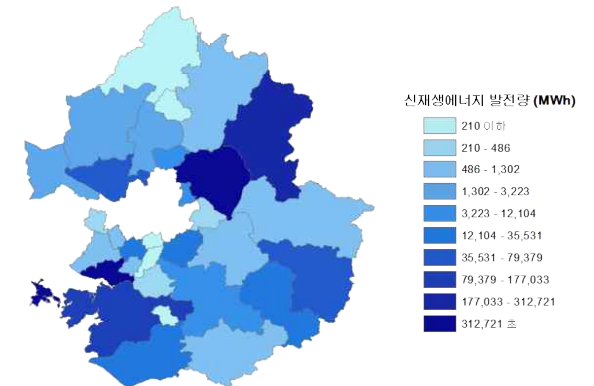 신재생에너지 발전량 (MWh)
210 이하
210 - 486
486 - 1,302
1,302 - 3,223
3,223 - 12,104
12,104 - 35,531
35,531 - 79,379
79,379 - 177,033
177,033 - 312,721
312,721 초